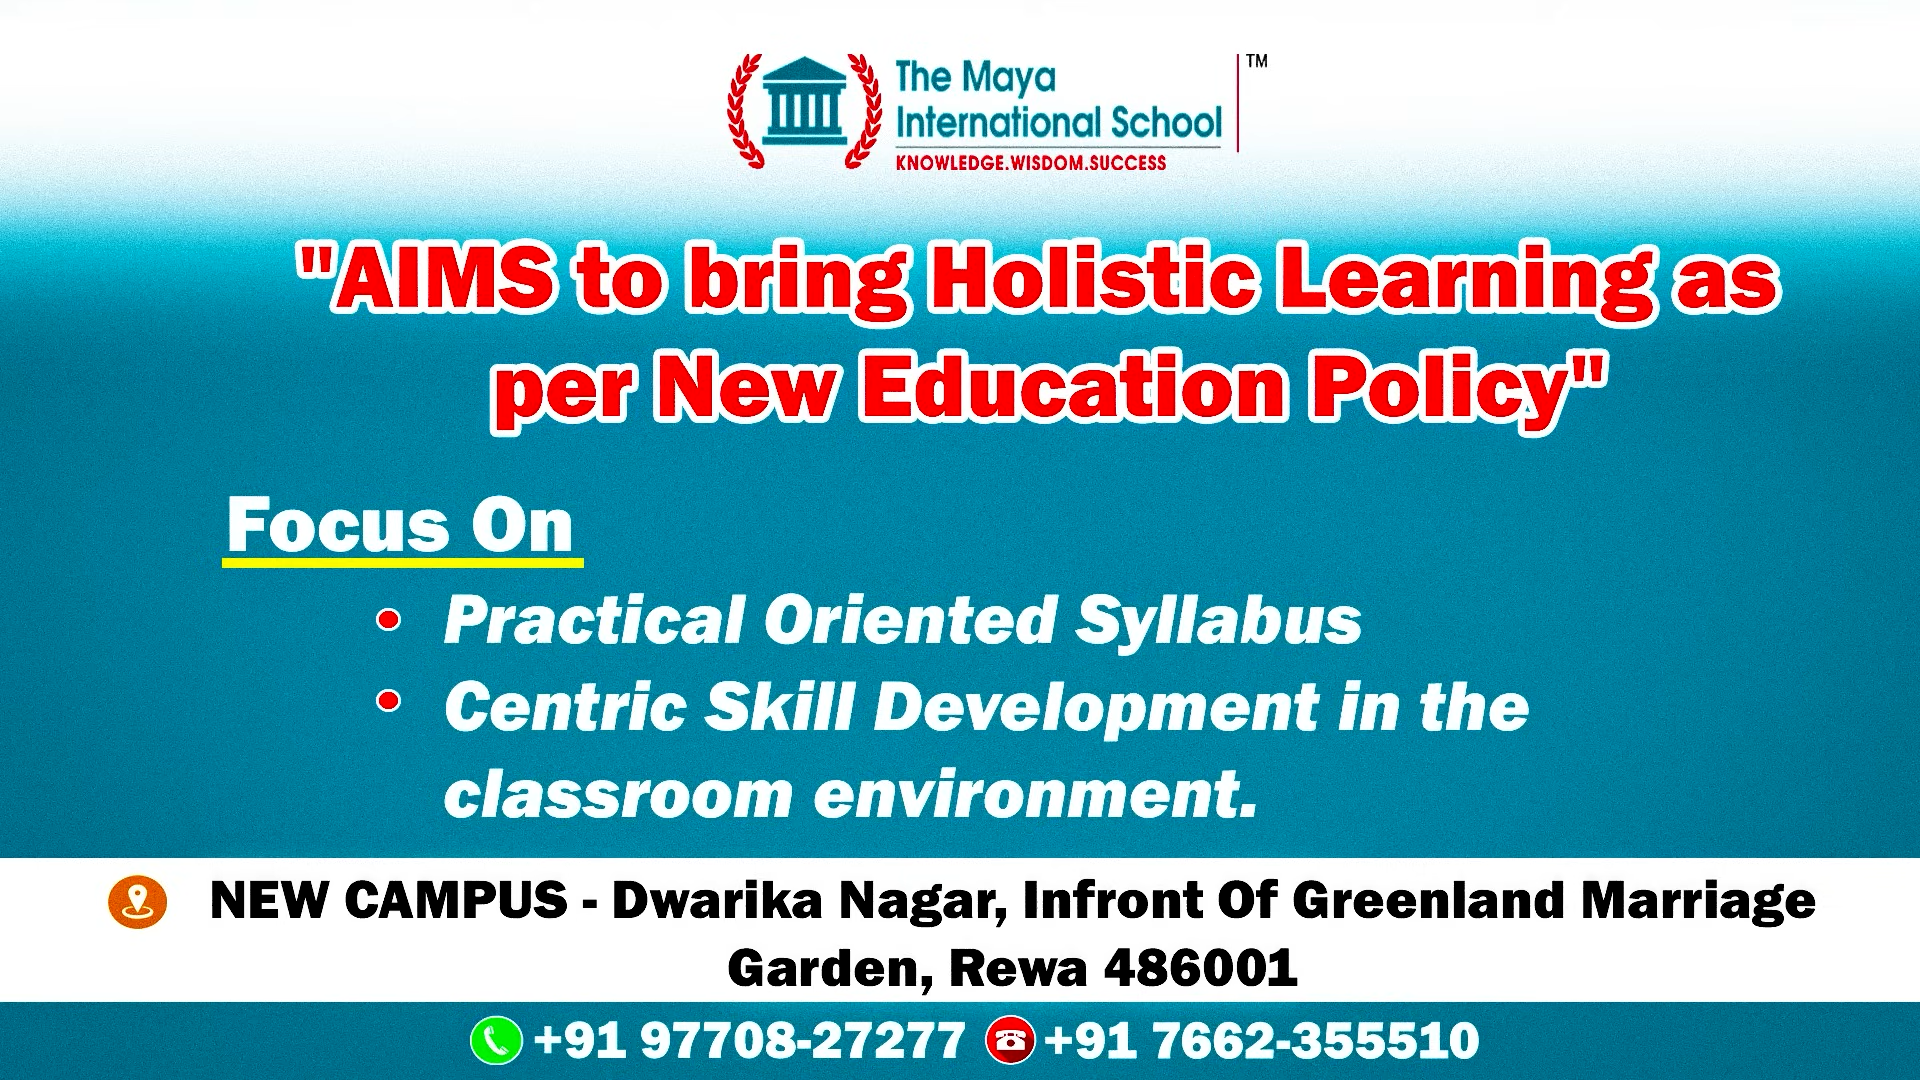 The Maya
International School
TM
KNOWLEDGE.WISDOM.SUCCESS
"AIMS to bring Holistic Learning as
per New Education Policy"
Focus On
• Practical Oriented Syllabus
• Centric Skill Development in the
classroom environment.
NEW CAMPUS - Dwarika Nagar, Infront Of Greenland Marriage
Garden, Rewa 486001
+91 97708-27277 +91 7662-355510